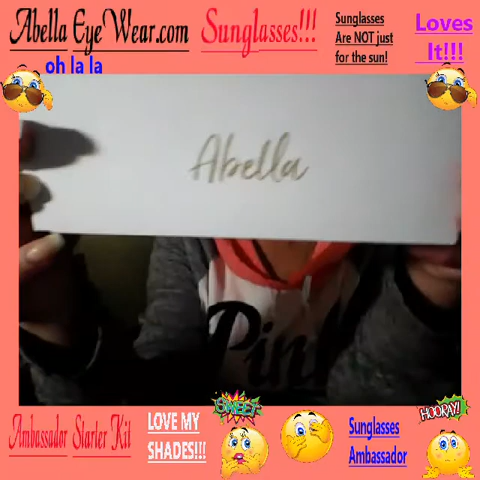 Abella EyeWear.com
Sunglasses!!!
Sunglasses
Are NOT just
for the sun!
Loves
It!!!
oh la la
Abella
Pink
Ambassador Starter Kit
LOVE MY
SHADES!!!
SWEET
Sunglasses
Ambassador
HOORAY!